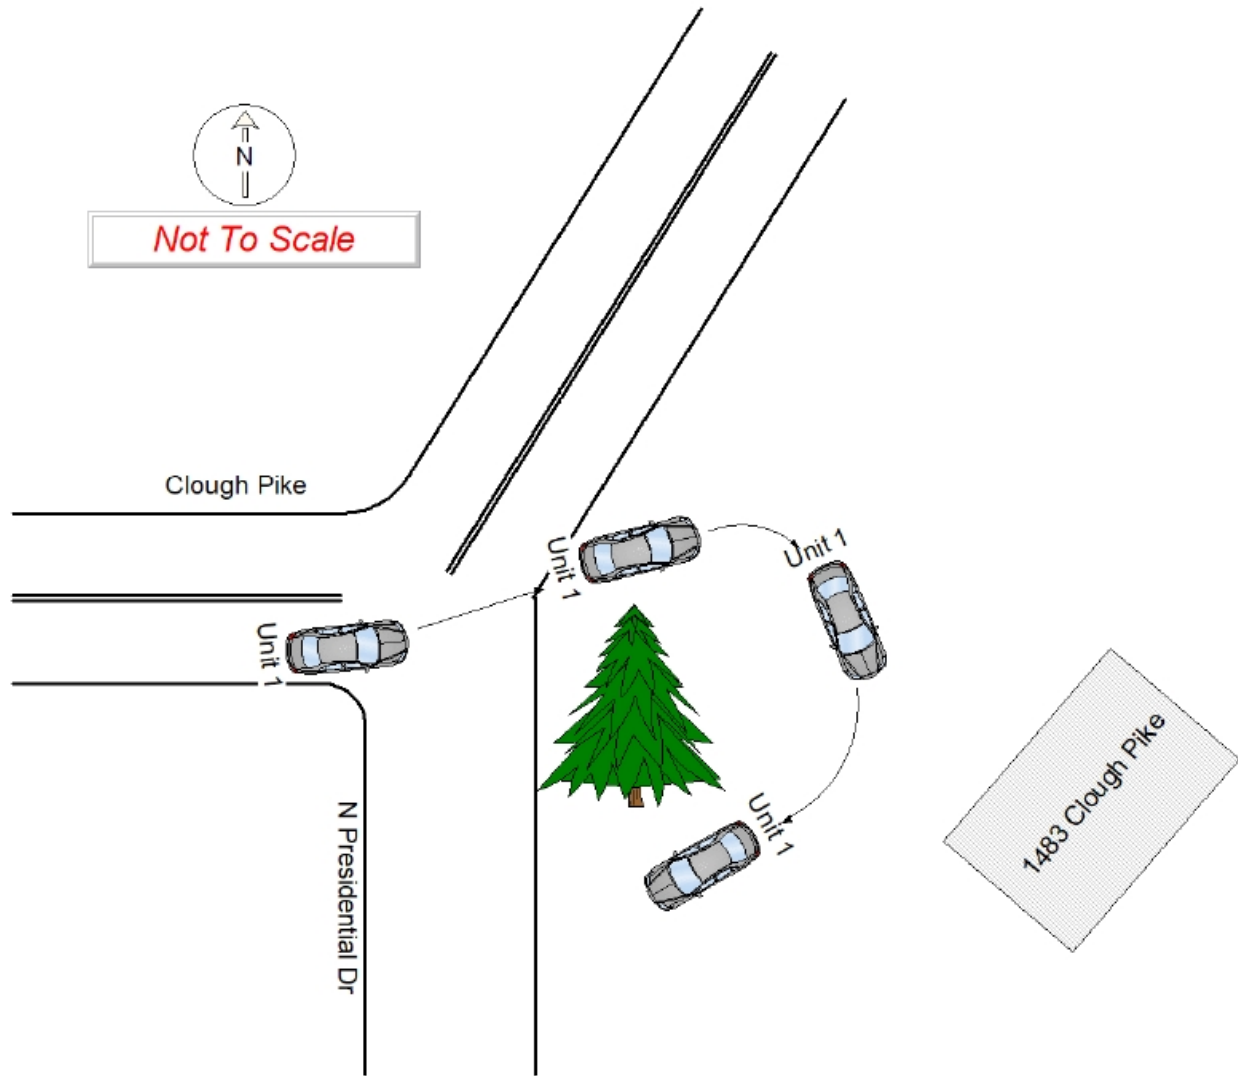 N
Not To Scale
Clough Pike
Unit 1
Unit 1
Unit 1
Unit 1
N Presidential Dr
1483 Clough Pike